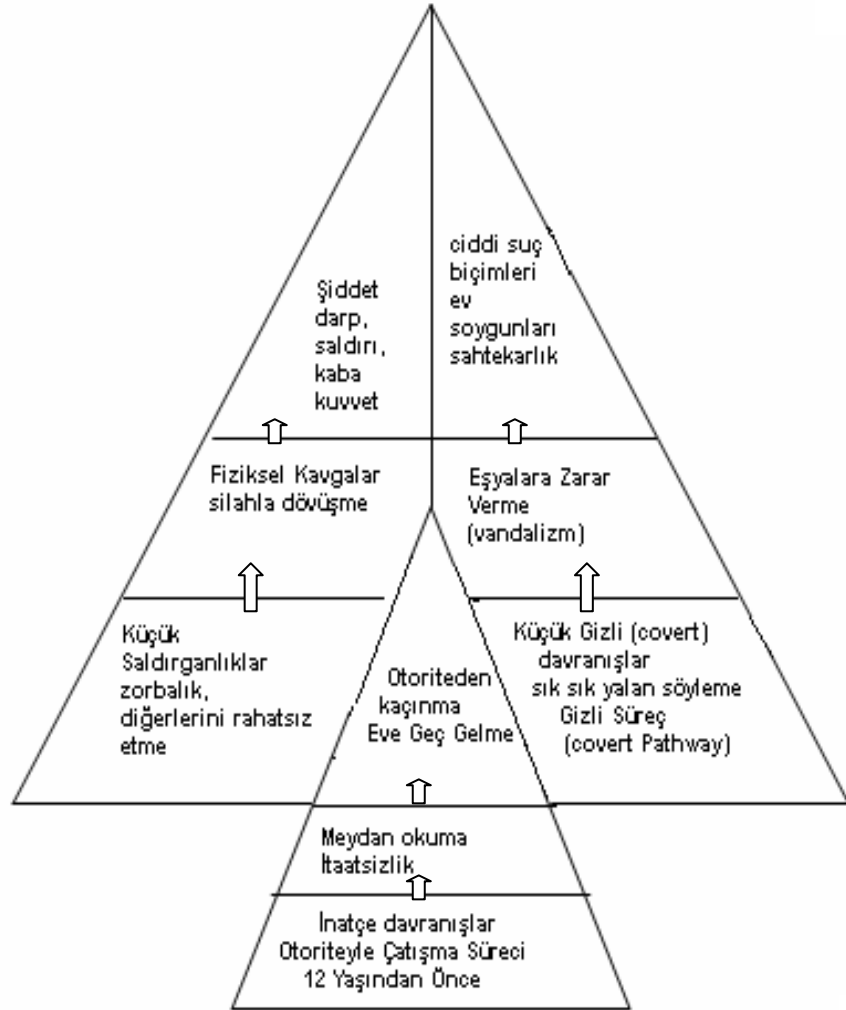 Şiddet
darp,
saldırı,
kaba
kuvvet
ciddi suç
biçimleri
ev
soygunları
sahtekarlık
Fiziksel Kavgalar
silahla dövüşme
Eşyalara Zarar
Verme
(vandalizm)
Küçük
Saldırganlıklar
zorbalık,
diğerlerini rahatsız
etme
Otoriteden
kaçınma
Eve Geç Gelme
Küçük Gizli (covert)
davranışlar
sık sık yalan söyleme
Gizli Süreç
(covert Pathway)
Meydan okuma
İtaatsizlik
İnatçe davranışlar
Otoriteyle Çatışma Süreci
12 Yaşından Önce